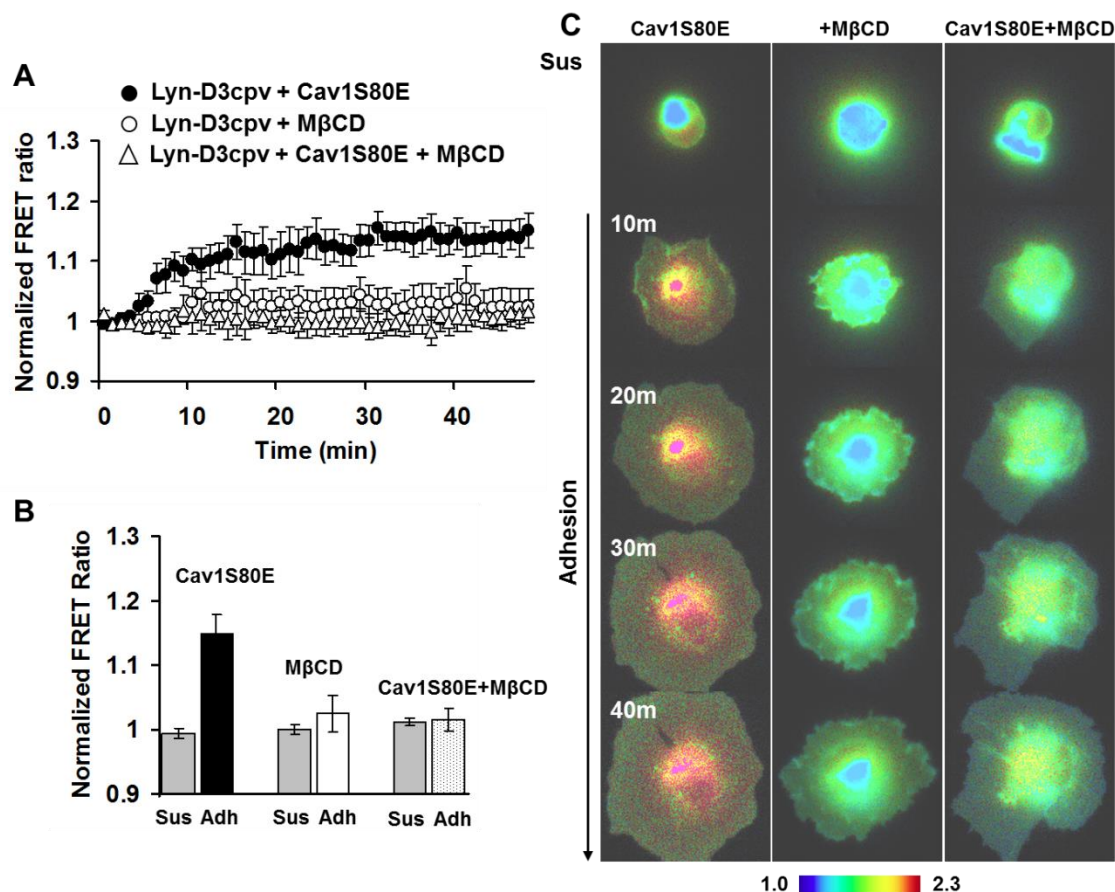 A
Lyn-D3cpv + Cav1S80E
Lyn-D3cpv + MβCD
Lyn-D3cpv + Cav1S80E + MβCD
Normalized FRET ratio
1.3
1.2
1.1
1
0.9
0 10 20 30 40
Time (min)
B
Normalized FRET Ratio
1.3
1.2
1.1
1
0.9
Cav1S80E
MβCD
Cav1S80E+MβCD
Sus Adh Sus Adh Sus Adh
C
Cav1S80E +MβCD Cav1S80E+MβCD
Sus
10m
20m
30m
40m
Adhesion
1.0 2.3